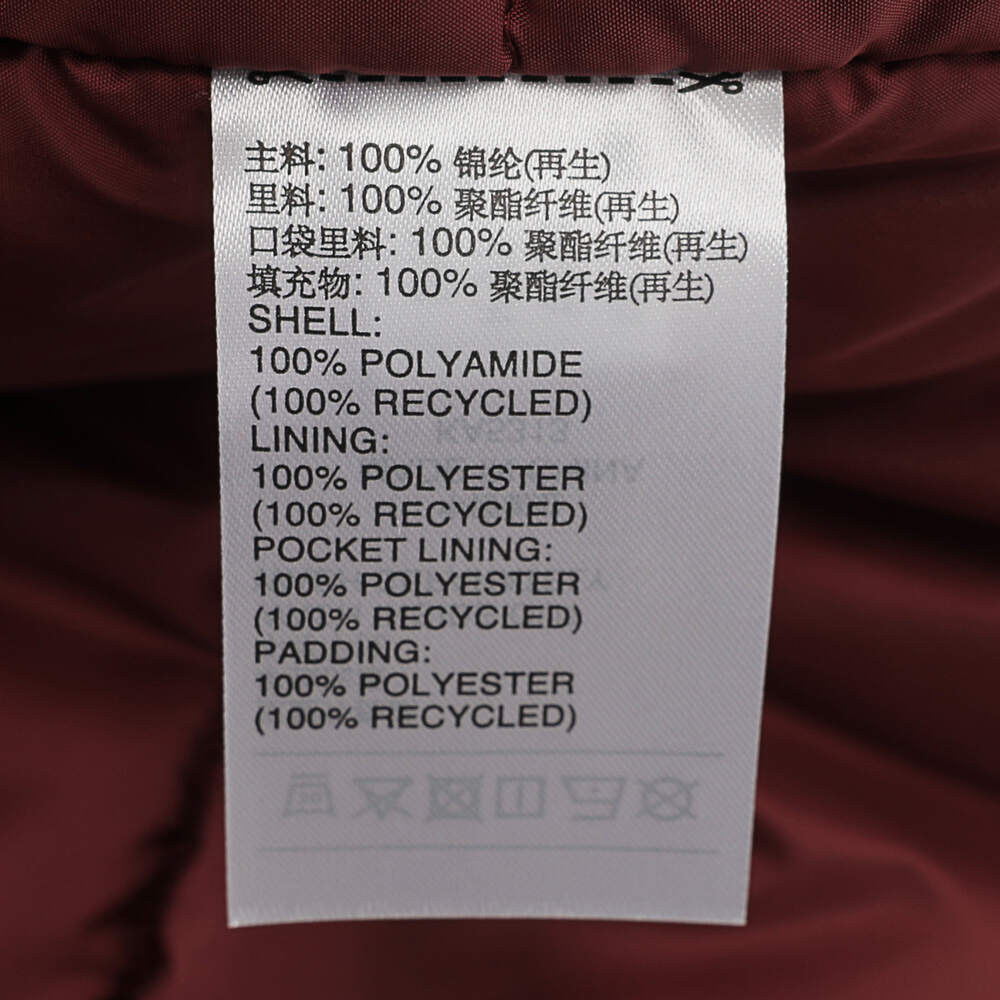 主料: 100% 锦纶(再生)
里料: 100% 聚酯纤维(再生)
口袋里料: 100% 聚酯纤维(再生)
填充物: 100% 聚酯纤维(再生)
SHELL:
100% POLYAMIDE
(100% RECYCLED)
LINING:
100% POLYESTER
(100% RECYCLED)
POCKET LINING:
100% POLYESTER
(100% RECYCLED)
PADDING:
100% POLYESTER
(100% RECYCLED)